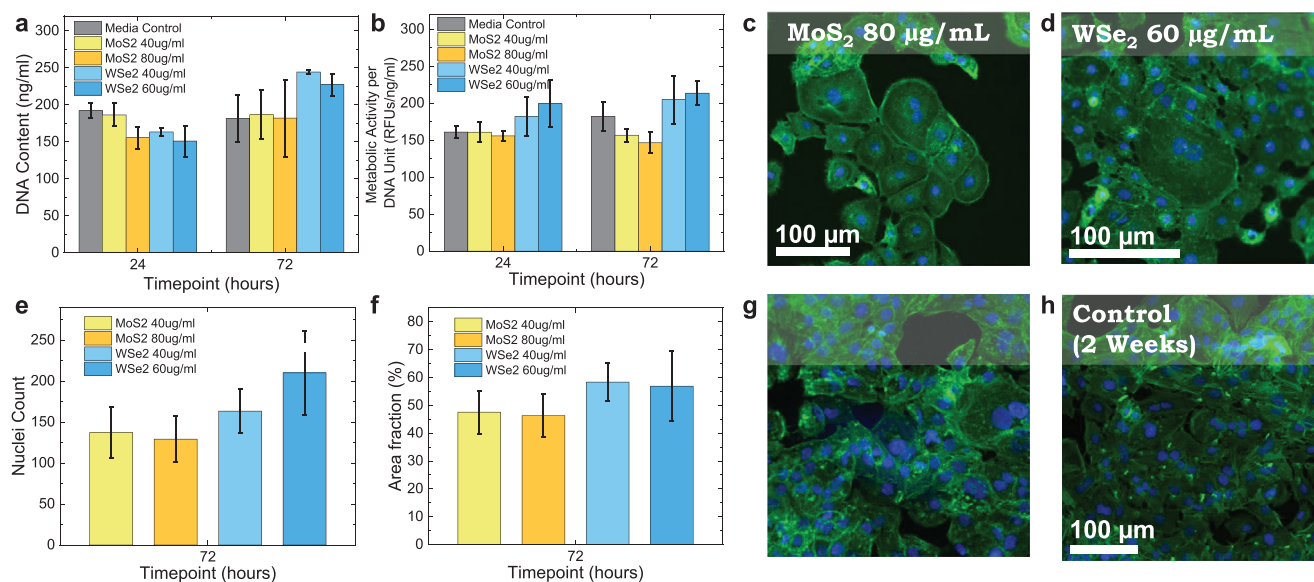 a
DNA Content (ng/ml)
350
300
250
200
150
100
50
0
Media Control
MoS2 40ug/ml
MoS2 80ug/ml
WSe2 40ug/ml
WSe2 60ug/ml
24
72
Timepoint (hours)
b
Metabolic Activity per
DNA Unit (RFUs/ng/ml)
350
300
250
200
150
100
50
0
Media Control
MoS2 40ug/ml
MoS2 80ug/ml
WSe2 40ug/ml
WSe2 60ug/ml
24
72
Timepoint (hours)
c
MoS₂ 80 µg/mL
100 µm
d
WSe₂ 60 µg/mL
100 µm
e
Nuclei Count
250
200
150
100
50
0
MoS2 40ug/ml
MoS2 80ug/ml
WSe2 40ug/ml
WSe2 60ug/ml
72
Timepoint (hours)
f
Area fraction (%)
80
70
60
50
40
30
20
10
0
MoS2 40ug/ml
MoS2 80ug/ml
WSe2 40ug/ml
WSe2 60ug/ml
72
Timepoint (hours)
g
h
Control
(2 Weeks)
100 µm